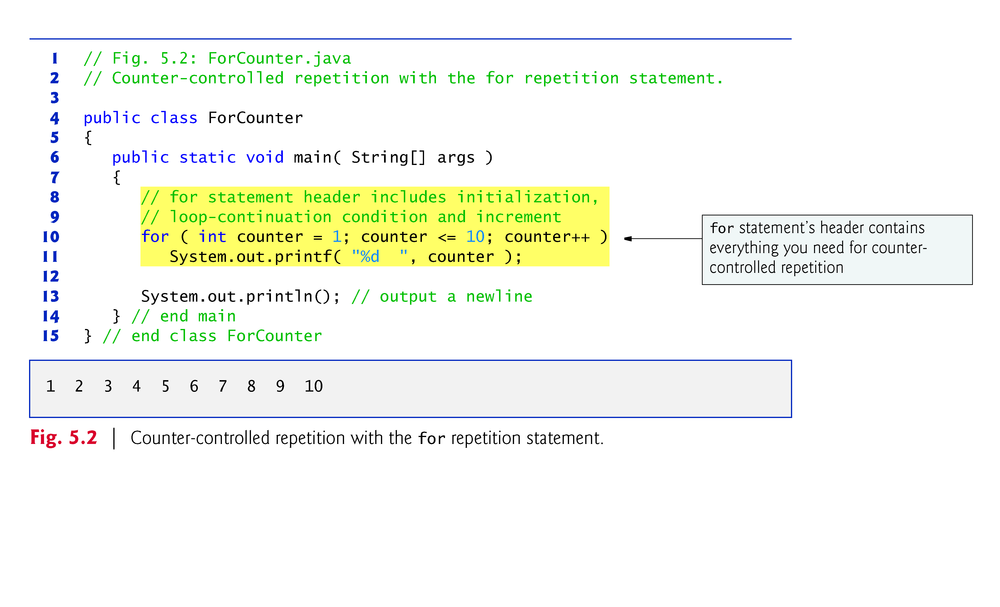 1 // Fig. 5.2: ForCounter.java
2 // Counter-controlled repetition with the for repetition statement.
3
4 public class ForCounter
5 {
6 public static void main( String[] args )
7 {
8 // for statement header includes initialization,
9 // loop-continuation condition and increment
10 for ( int counter = 1; counter <= 10; counter++ )
11 System.out.printf( "%d  ", counter );
12
13 System.out.println(); // output a newline
14 } // end main
15 } // end class ForCounter
for statement’s header contains
everything you need for counter-
controlled repetition
1  2  3  4  5  6  7  8  9  10
Fig. 5.2 | Counter-controlled repetition with the for repetition statement.